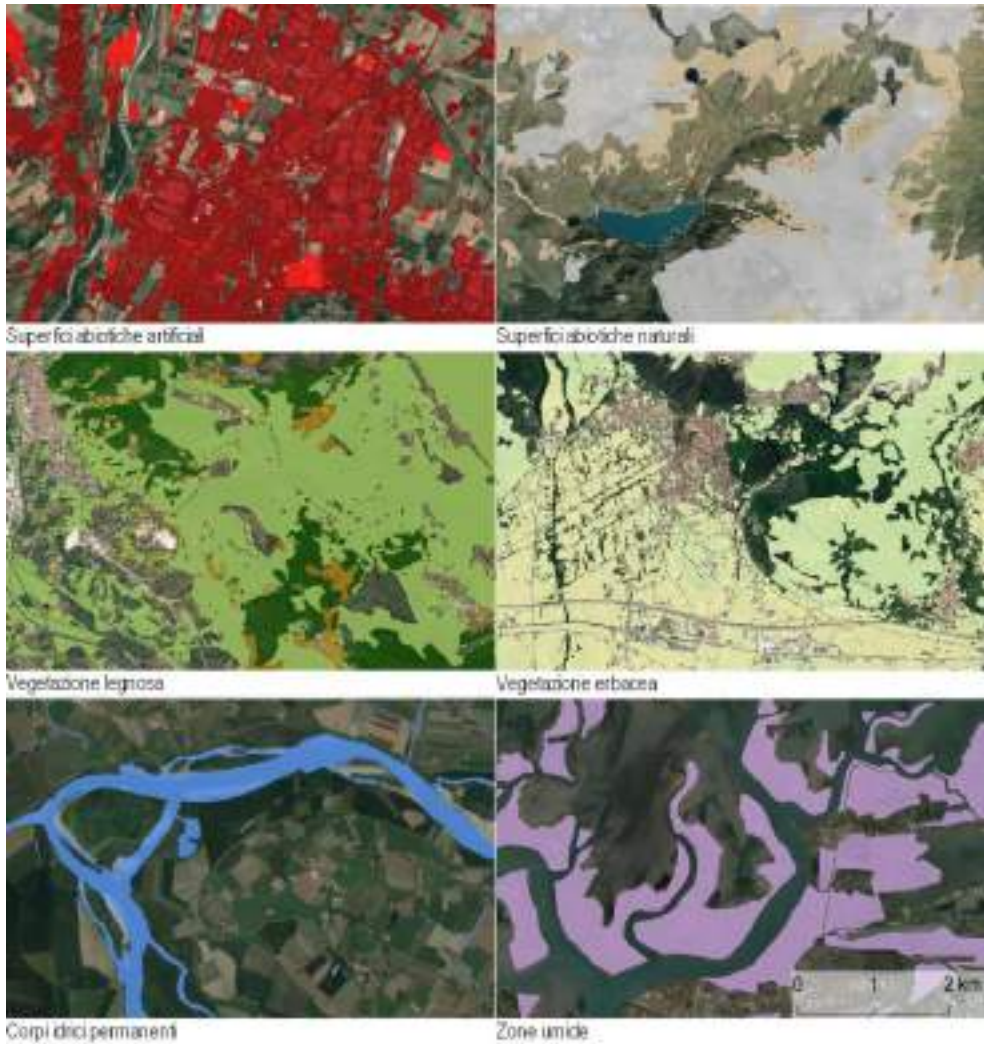 Superfici abiotiche artificiali
Superfici abiotiche naturali
Vegetazione legnosa
Vegetazione erbacea
0 1 2 km
Corpi idrici permanenti
Zone umide